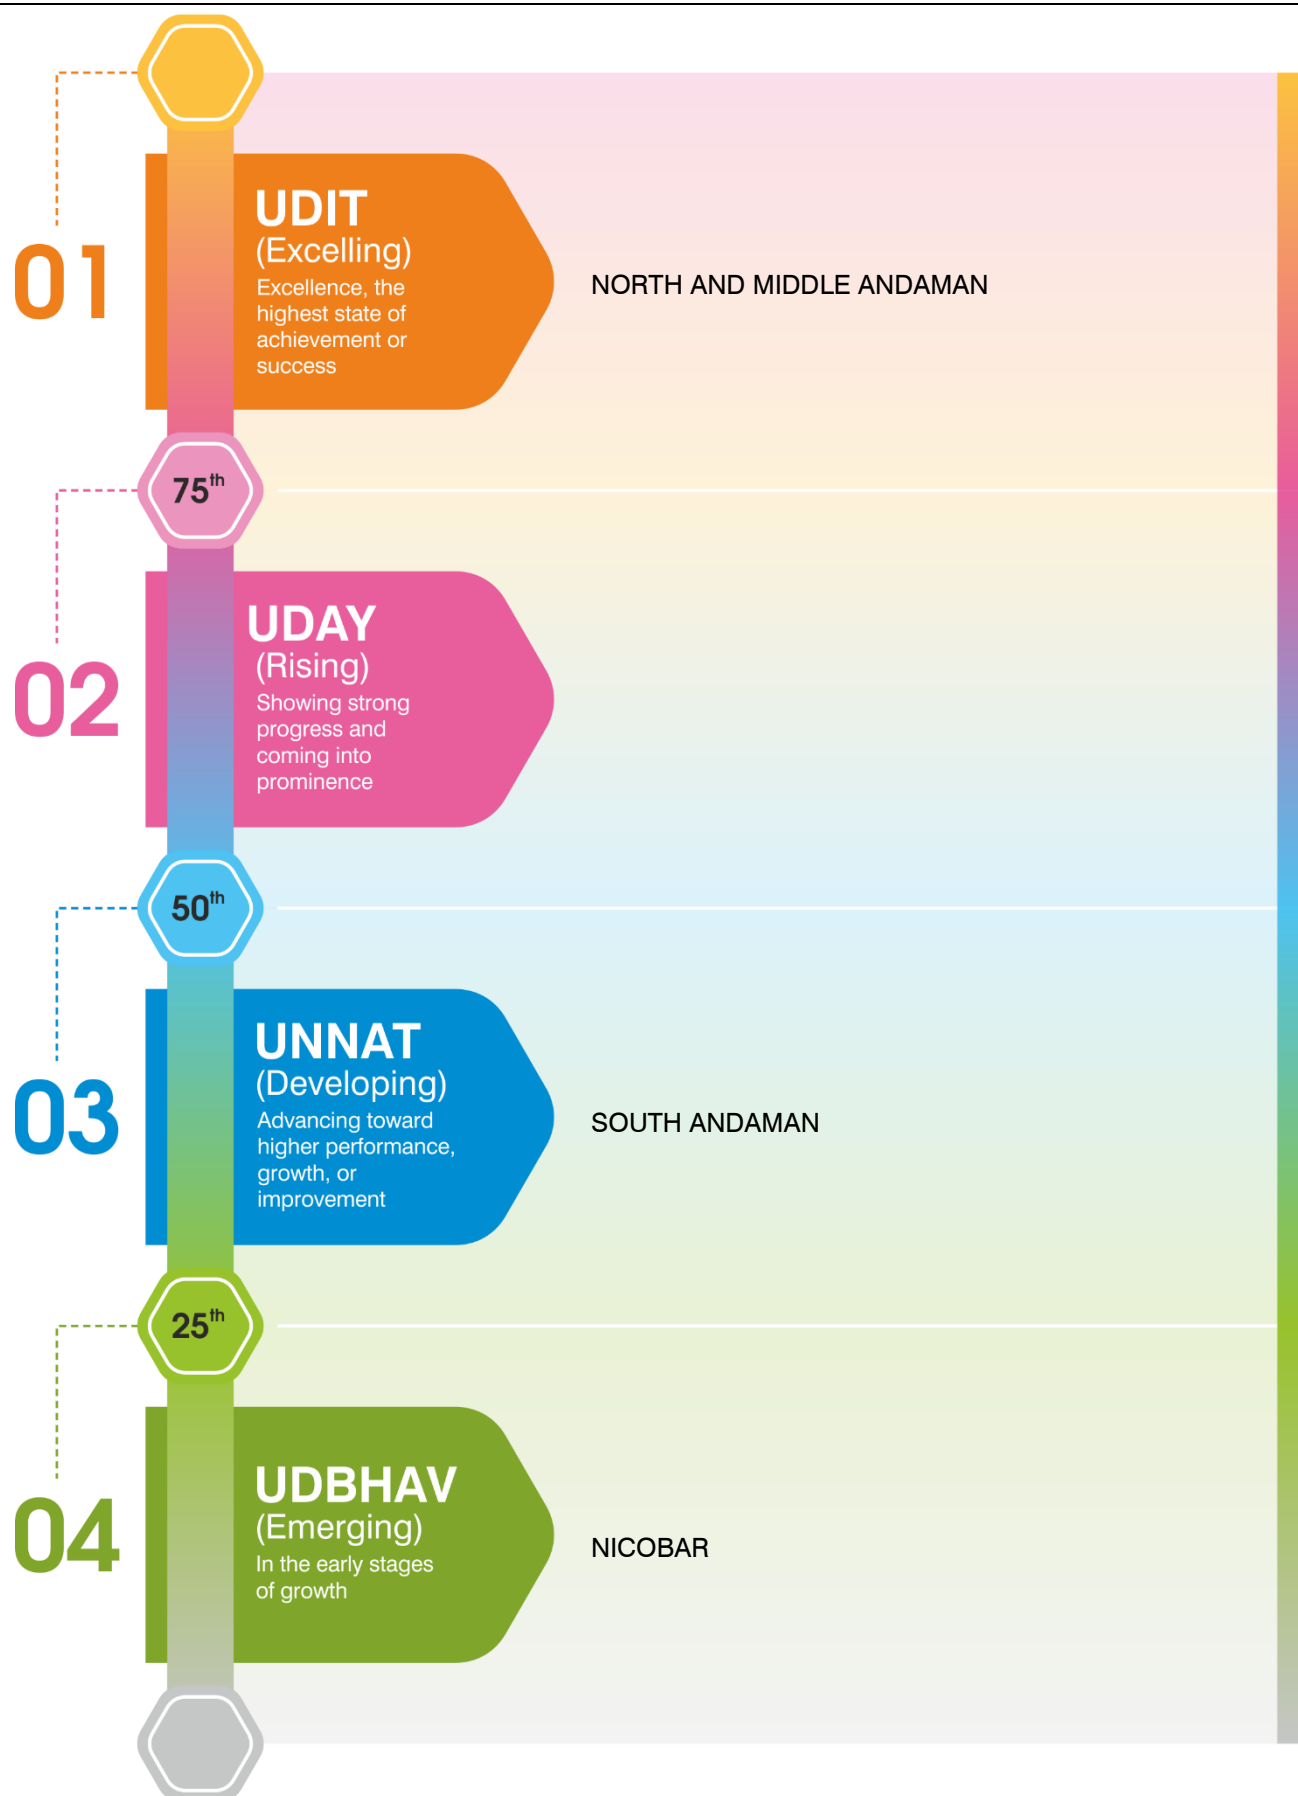 01
UDIT
(Excelling)
Excellence, the
highest state of
achievement or
success
NORTH AND MIDDLE ANDAMAN
75th
02
UDAY
(Rising)
Showing strong
progress and
coming into
prominence
50th
03
UNNAT
(Developing)
Advancing toward
higher performance,
growth, or
improvement
SOUTH ANDAMAN
25th
04
UDBHAV
(Emerging)
In the early stages
of growth
NICOBAR